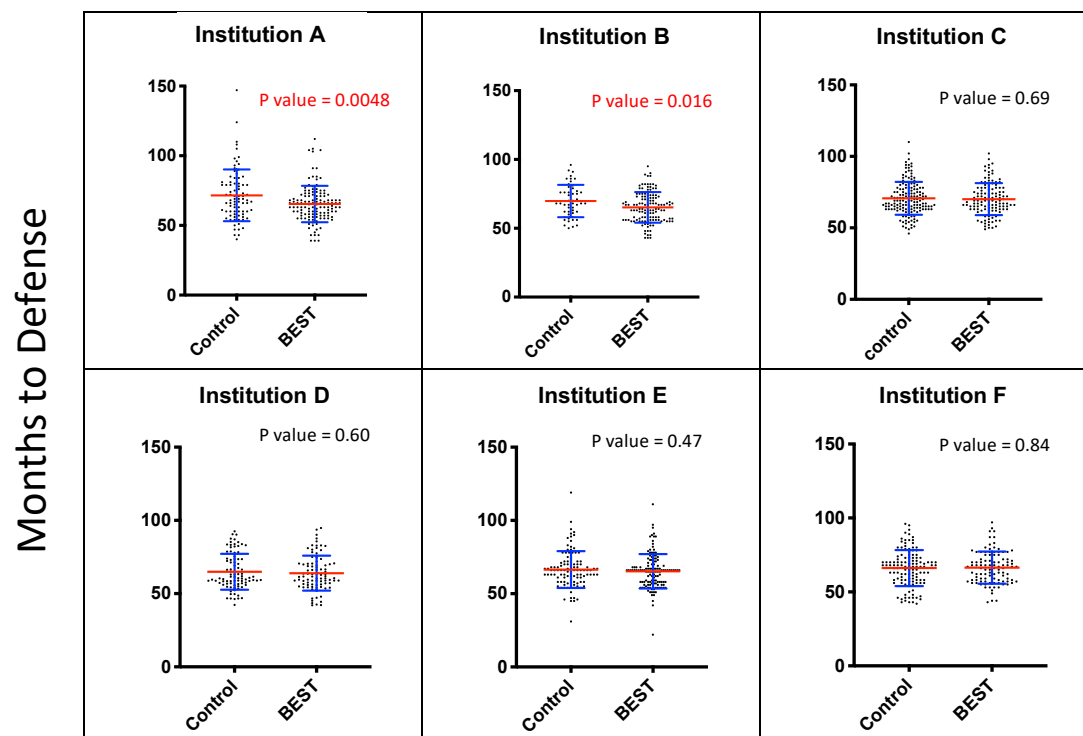 Months to Defense
Institution A
P value = 0.0048
150
100
50
0
Control
BEST
Institution B
P value = 0.016
150
100
50
0
Control
BEST
Institution C
P value = 0.69
150
100
50
0
control
BEST
Institution D
P value = 0.60
150
100
50
0
Control
BEST
Institution E
P value = 0.47
150
100
50
0
Control
BEST
Institution F
P value = 0.84
150
100
50
0
Control
BEST